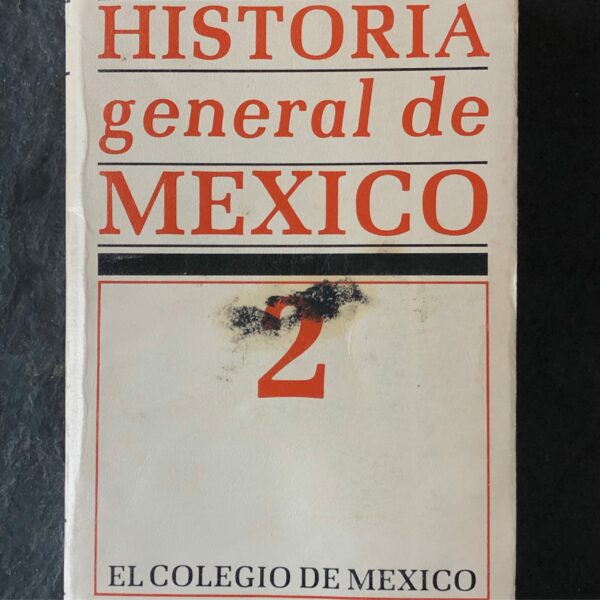 HISTORIA
general de
MEXICO
2
EL COLEGIO DE MEXICO